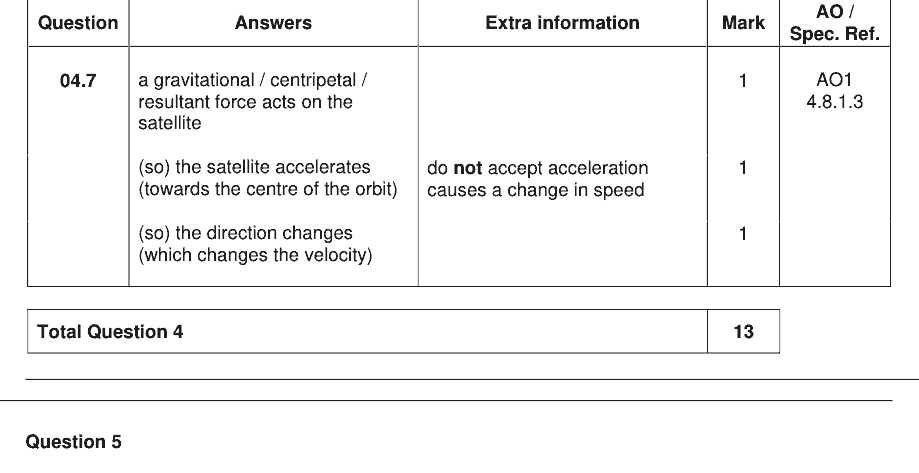 Question Answers Extra information Mark AO /
Spec. Ref.
04.7 a gravitational / centripetal / 1 AO1
resultant force acts on the 4.8.1.3
satellite
(so) the satellite accelerates do not accept acceleration 1
(towards the centre of the orbit) causes a change in speed
(so) the direction changes 1
(which changes the velocity)
Total Question 4 13
Question 5